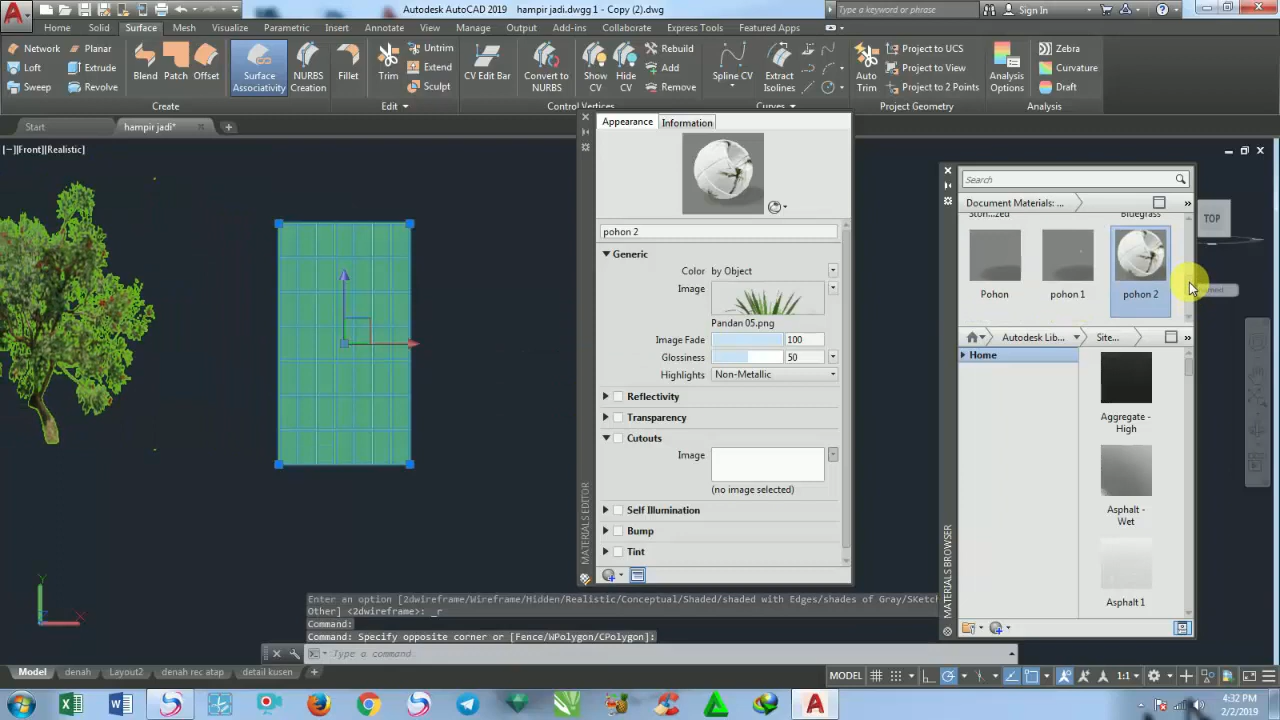 Autodesk AutoCAD 2019 hampir jadi.dwgg 1 - Copy (2).dwg
Type a keyword or phrase
Sign In
Home Solid Surface Mesh Visualize Parametric Insert Annotate View Manage Output Add-ins Collaborate Express Tools Featured Apps
Network Planar
Loft Extrude
Sweep Revolve
Blend Patch Offset
Surface Associativity
NURBS Creation
Fillet
Trim
Untrim
Extend
Sculpt
CV Edit Bar
Convert to NURBS
Show CV
Hide CV
Rebuild
Add
Remove
Spline CV
Extract Isolines
Auto Trim
Project to UCS
Project to View
Project to 2 Points
Analysis Options
Zebra
Curvature
Draft
Create Edit Control Vertices Curves Project Geometry Analysis
Start hampir jadi*
[−][Front][Realistic]
Appearance Information
pohon 2
Generic
Color by Object
Image
Pandan 05.png
Image Fade 100
Glossiness 50
Highlights Non-Metallic
Reflectivity
Transparency
Cutouts
Image
(no image selected)
Self Illumination
Bump
Tint
MATERIALS EDITOR
Search
Document Materials: ...
Ston...zed Bluegrass
Pohon pohon 1 pohon 2
Autodesk Lib... Site...
Home
Aggregate - High
Asphalt - Wet
Asphalt 1
MATERIALS BROWSER
TOP
Y
X
Enter an option [2dwireframe/Wireframe/Hidden/Realistic/Conceptual/Shaded/shaded with Edges/shades of Gray/SKetch
Other] <2dwireframe>: _r
Command:
Command: Specify opposite corner or [Fence/WPolygon/CPolygon]:
Type a command
Model denah Layout2 denah rec atap detail kusen
MODEL 1:1
4:32 PM
2/2/2019